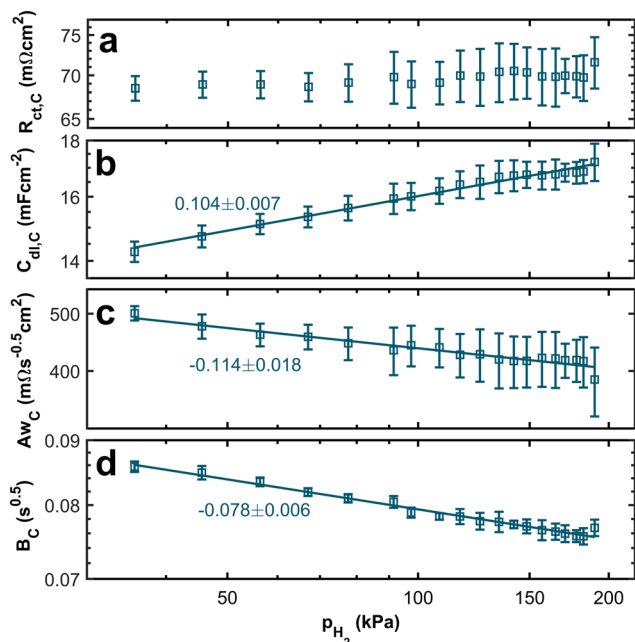 a
R_ct,C (mΩcm²)
75
70
65
b
C_dl,C (mFcm⁻²)
18
16
14
0.104±0.007
c
Aw_C (mΩs⁻⁰·⁵cm²)
500
400
-0.114±0.018
d
B_C (s⁰·⁵)
0.09
0.08
0.07
-0.078±0.006
50
100
150
200
p_H₂ (kPa)